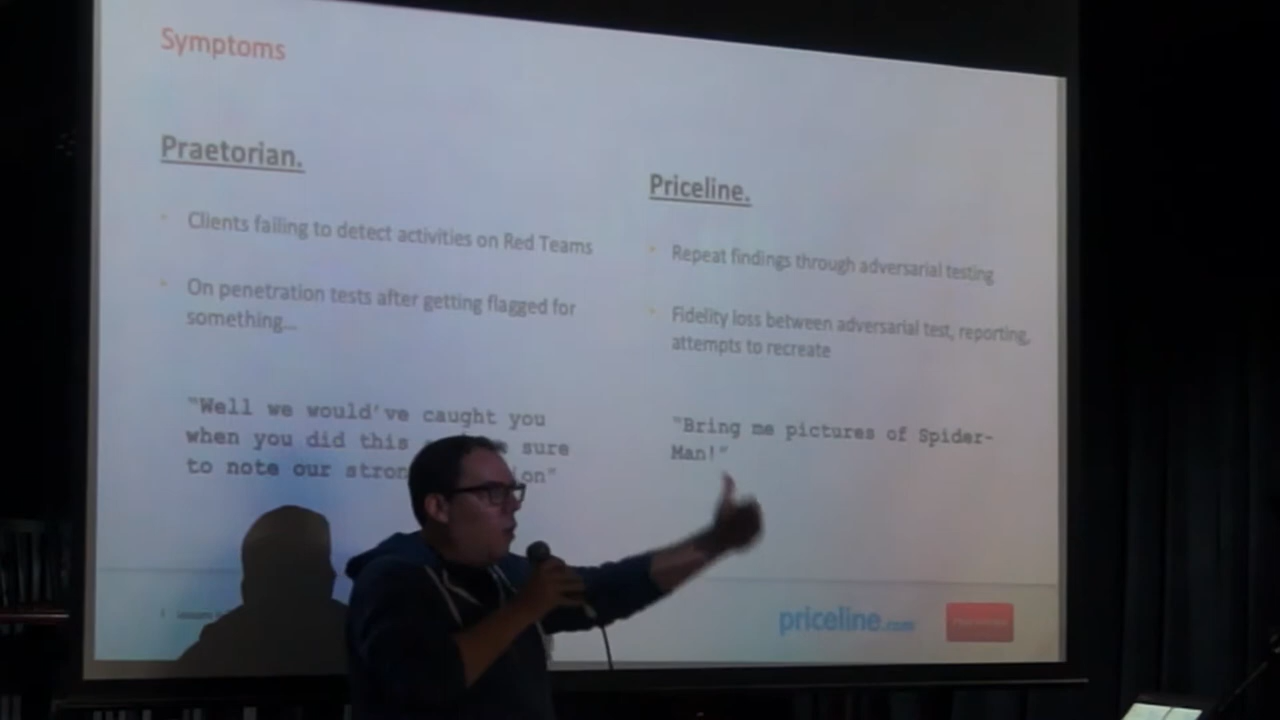 Symptoms
Praetorian.
Clients failing to detect activities on Red Teams
On penetration tests after getting flagged for
something...
"Well we would've caught you
when you did this sure
to note our on"
Priceline.
Repeat findings through adversarial testing
Fidelity loss between adversarial test, reporting,
attempts to recreate
"Bring me pictures of Spider-
Man!"
priceline.com